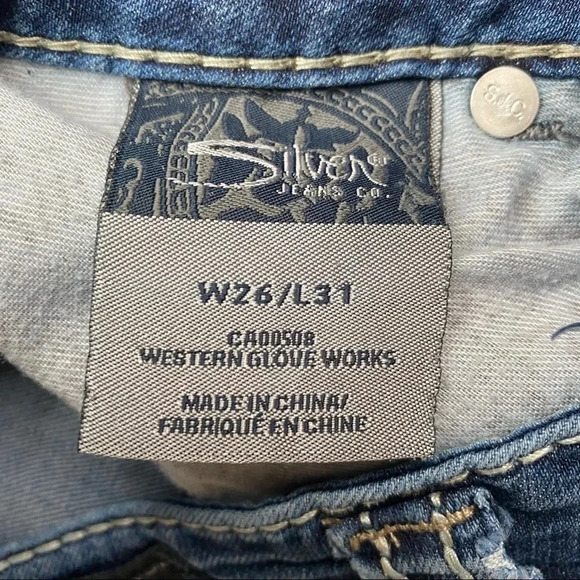 Silver
JEANS CO.
W26/L31
CA00508
WESTERN GLOVE WORKS
MADE IN CHINA/
FABRIQUÉ EN CHINE